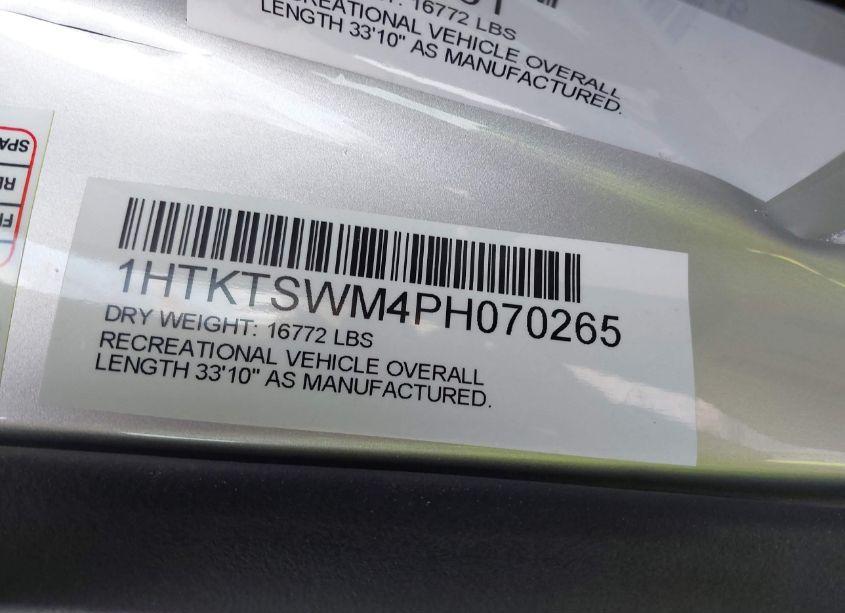 16772 LBS
RECREATIONAL VEHICLE OVERALL
LENGTH 33'10" AS MANUFACTURED.
SPA
1HTKTSWM4PH070265
DRY WEIGHT: 16772 LBS
RECREATIONAL VEHICLE OVERALL
LENGTH 33'10" AS MANUFACTURED.